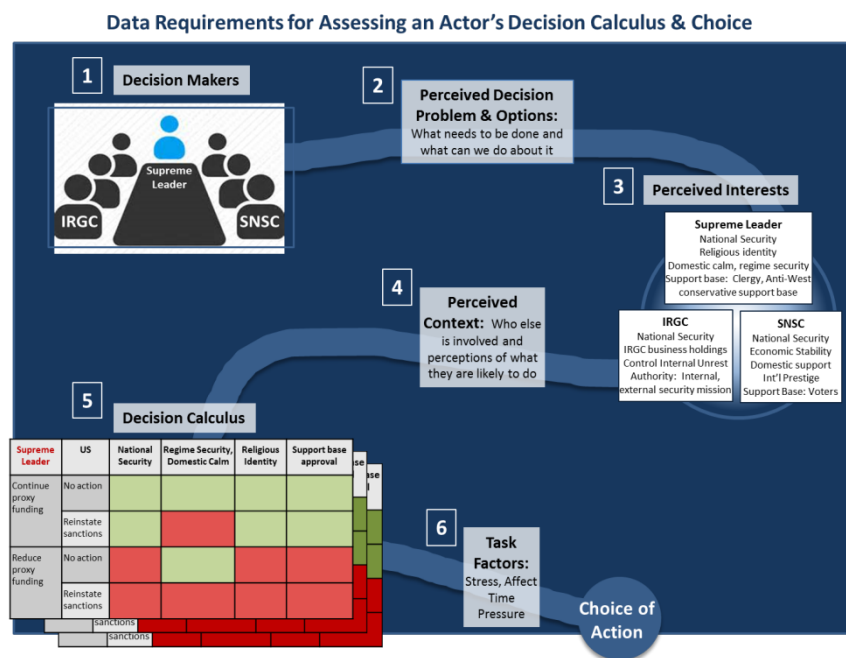 Data Requirements for Assessing an Actor's Decision Calculus & Choice
1
Decision Makers
Supreme
Leader
IRGC
SNSC
2
Perceived Decision
Problem & Options:
What needs to be done and
what can we do about it
3
Perceived Interests
Supreme Leader
National Security
Religious identity
Domestic calm, regime security
Support base: Clergy, Anti-West
conservative support base
IRGC
National Security
IRGC business holdings
Control Internal Unrest
Authority: Internal,
external security mission
SNSC
National Security
Economic Stability
Domestic support
Int'l Prestige
Support Base: Voters
4
Perceived
Context: Who else
is involved and
perceptions of what
they are likely to do
5
Decision Calculus
Supreme
Leader
US
National
Security
Regime Security,
Domestic Calm
Religious
Identity
Support base
approval
Continue
proxy
funding
No action
Reinstate
sanctions
Reduce
proxy
funding
No action
Reinstate
sanctions
sanctions
sanctions
6
Task
Factors:
Stress, Affect
Time
Pressure
Choice of
Action